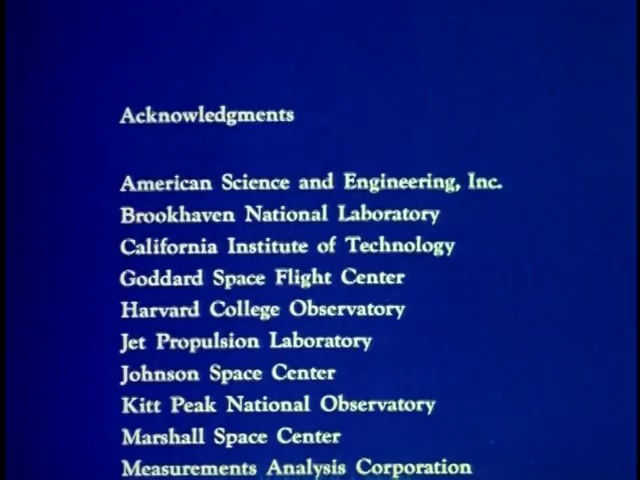 Acknowledgments
American Science and Engineering, Inc.
Brookhaven National Laboratory
California Institute of Technology
Goddard Space Flight Center
Harvard College Observatory
Jet Propulsion Laboratory
Johnson Space Center
Kitt Peak National Observatory
Marshall Space Center
Measurements Analysis Corporation